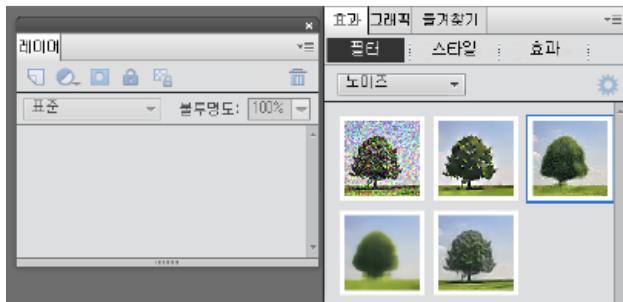 효과 그래픽 즐겨찾기
레이어
필터 스타일 효과
노이즈
표준 불투명도: 100%